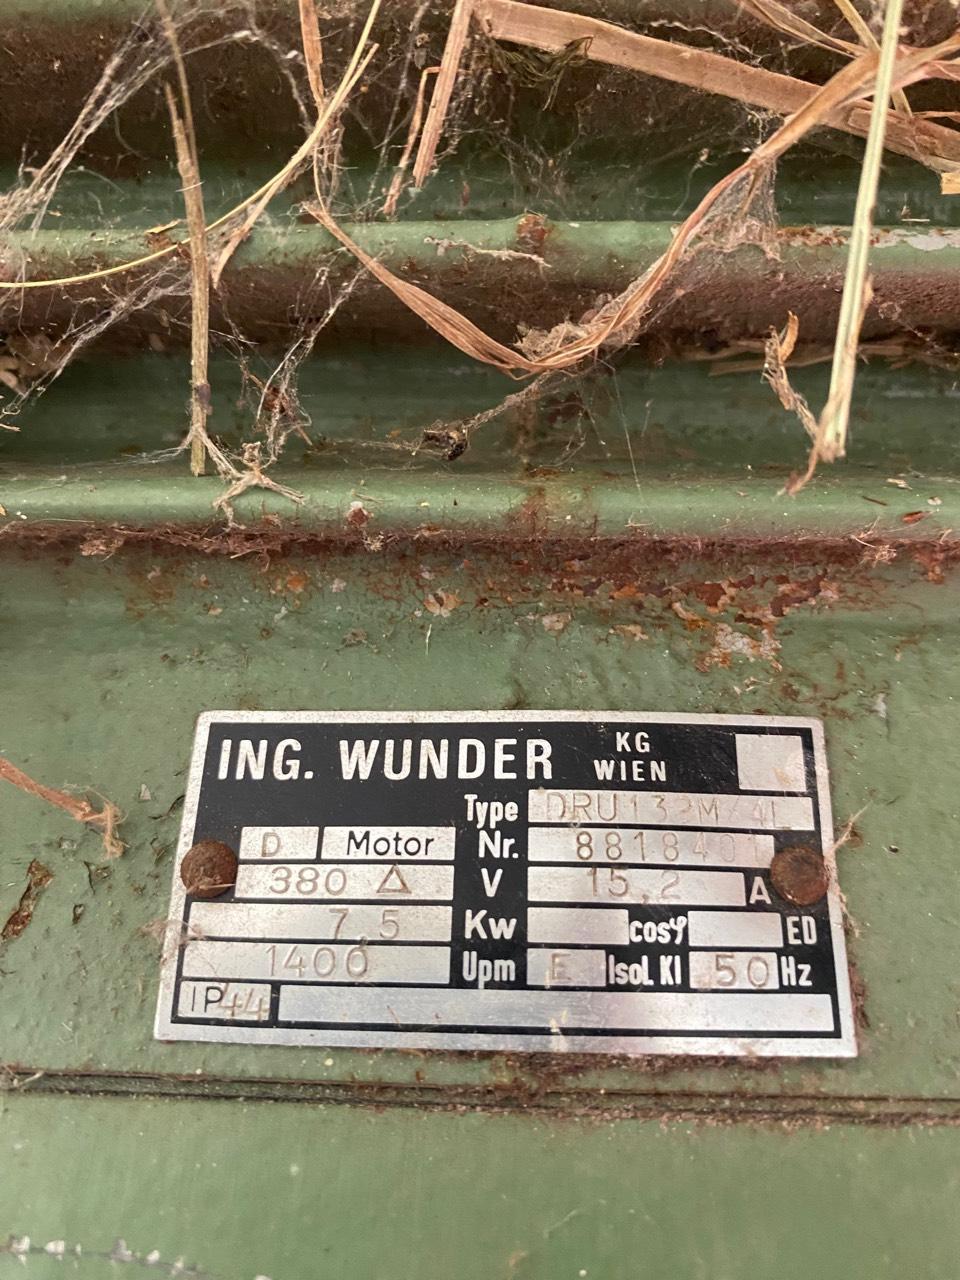 ING. WUNDER KG WIEN
Type DRU132M/4L
D Motor Nr. 8818401
380 Δ V 15,2 A
7,5 Kw cosφ ED
1400 Upm Isol. Kl 50 Hz
IP44